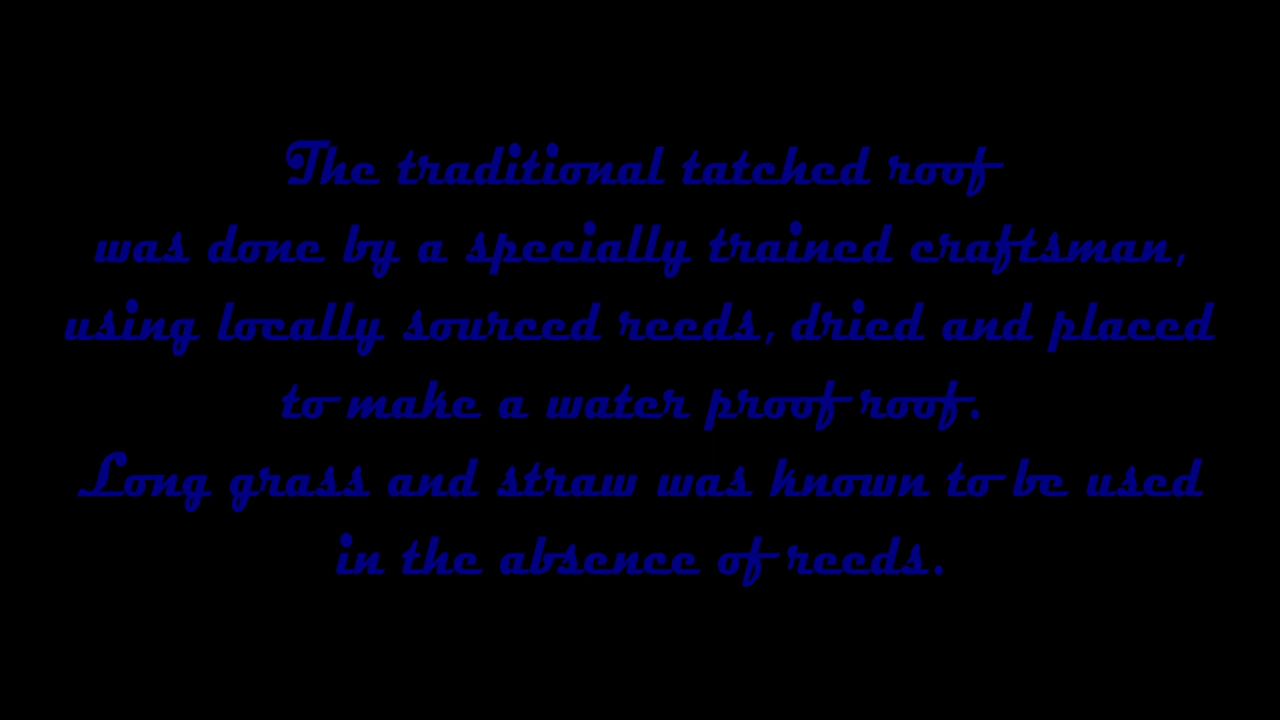 The traditional tatched roof
was done by a specially trained craftsman,
using locally sourced reeds, dried and placed
to make a water proof roof.
Long grass and straw was known to be used
in the absence of reeds.